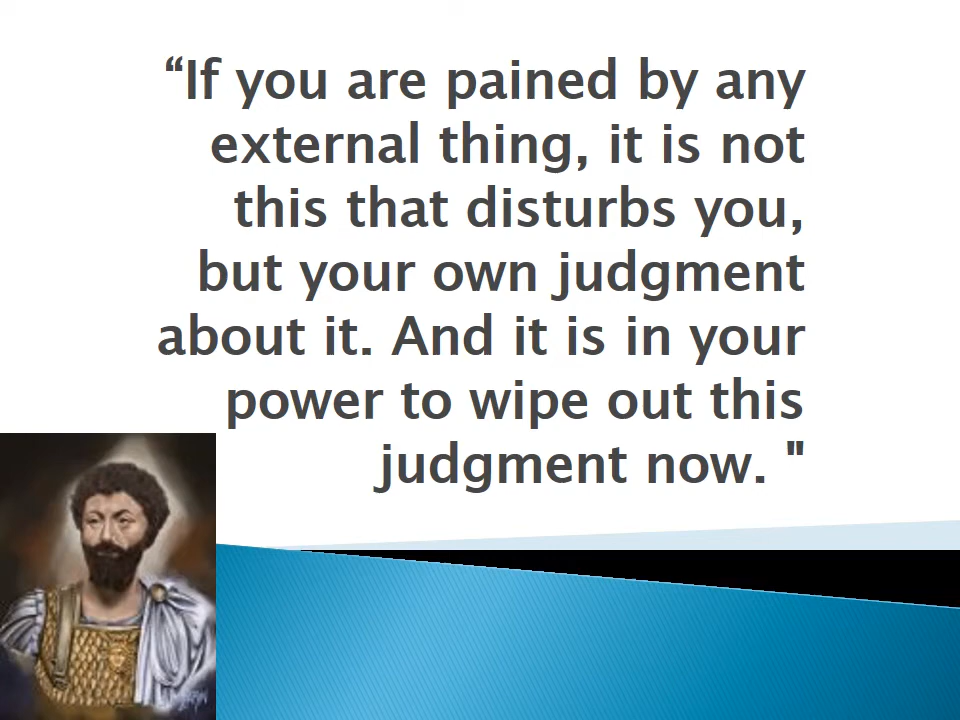 “If you are pained by any
external thing, it is not
this that disturbs you,
but your own judgment
about it. And it is in your
power to wipe out this
judgment now. "